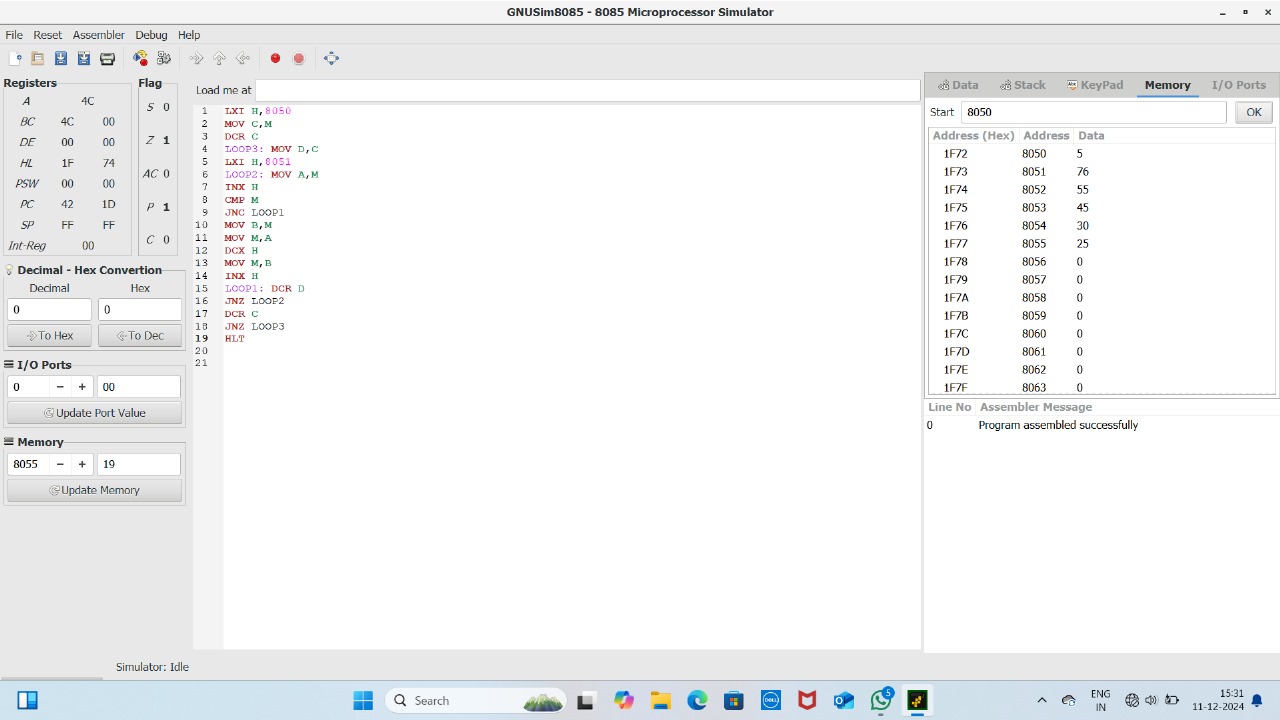 GNUSim8085 - 8085 Microprocessor Simulator
File Reset Assembler Debug Help
Registers
A 4C
BC 4C 00
DE 00 00
HL 1F 74
PSW 00 00
PC 42 1D
SP FF FF
Int-Reg 00
Flag
S 0
Z 1
AC 0
P 1
C 0
Decimal - Hex Convertion
Decimal Hex
0 0
To Hex To Dec
I/O Ports
0 − + 00
Update Port Value
Memory
8055 − + 19
Update Memory
Load me at
1 LXI H,8050
2 MOV C,M
3 DCR C
4 LOOP3: MOV D,C
5 LXI H,8051
6 LOOP2: MOV A,M
7 INX H
8 CMP M
9 JNC LOOP1
10 MOV B,M
11 MOV M,A
12 DCX H
13 MOV M,B
14 INX H
15 LOOP1: DCR D
16 JNZ LOOP2
17 DCR C
18 JNZ LOOP3
19 HLT
20
21
Data Stack KeyPad Memory I/O Ports
Start 8050 OK
Address (Hex) Address Data
1F72 8050 5
1F73 8051 76
1F74 8052 55
1F75 8053 45
1F76 8054 30
1F77 8055 25
1F78 8056 0
1F79 8057 0
1F7A 8058 0
1F7B 8059 0
1F7C 8060 0
1F7D 8061 0
1F7E 8062 0
1F7F 8063 0
Line No Assembler Message
0 Program assembled successfully
Simulator: Idle
Search
DELL
5
ENG
IN
15:31
11-12-2024